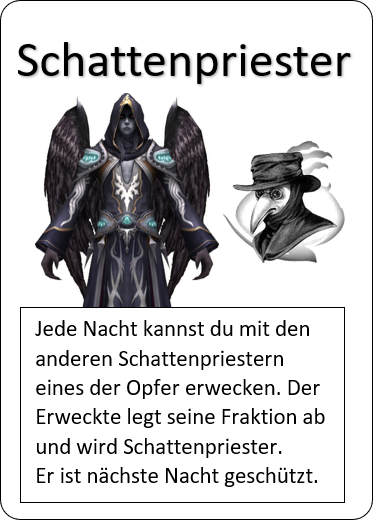 Schattenpriester
Jede Nacht kannst du mit den
anderen Schattenpriestern
eines der Opfer erwecken. Der
Erweckte legt seine Fraktion ab
und wird Schattenpriester.
Er ist nächste Nacht geschützt.